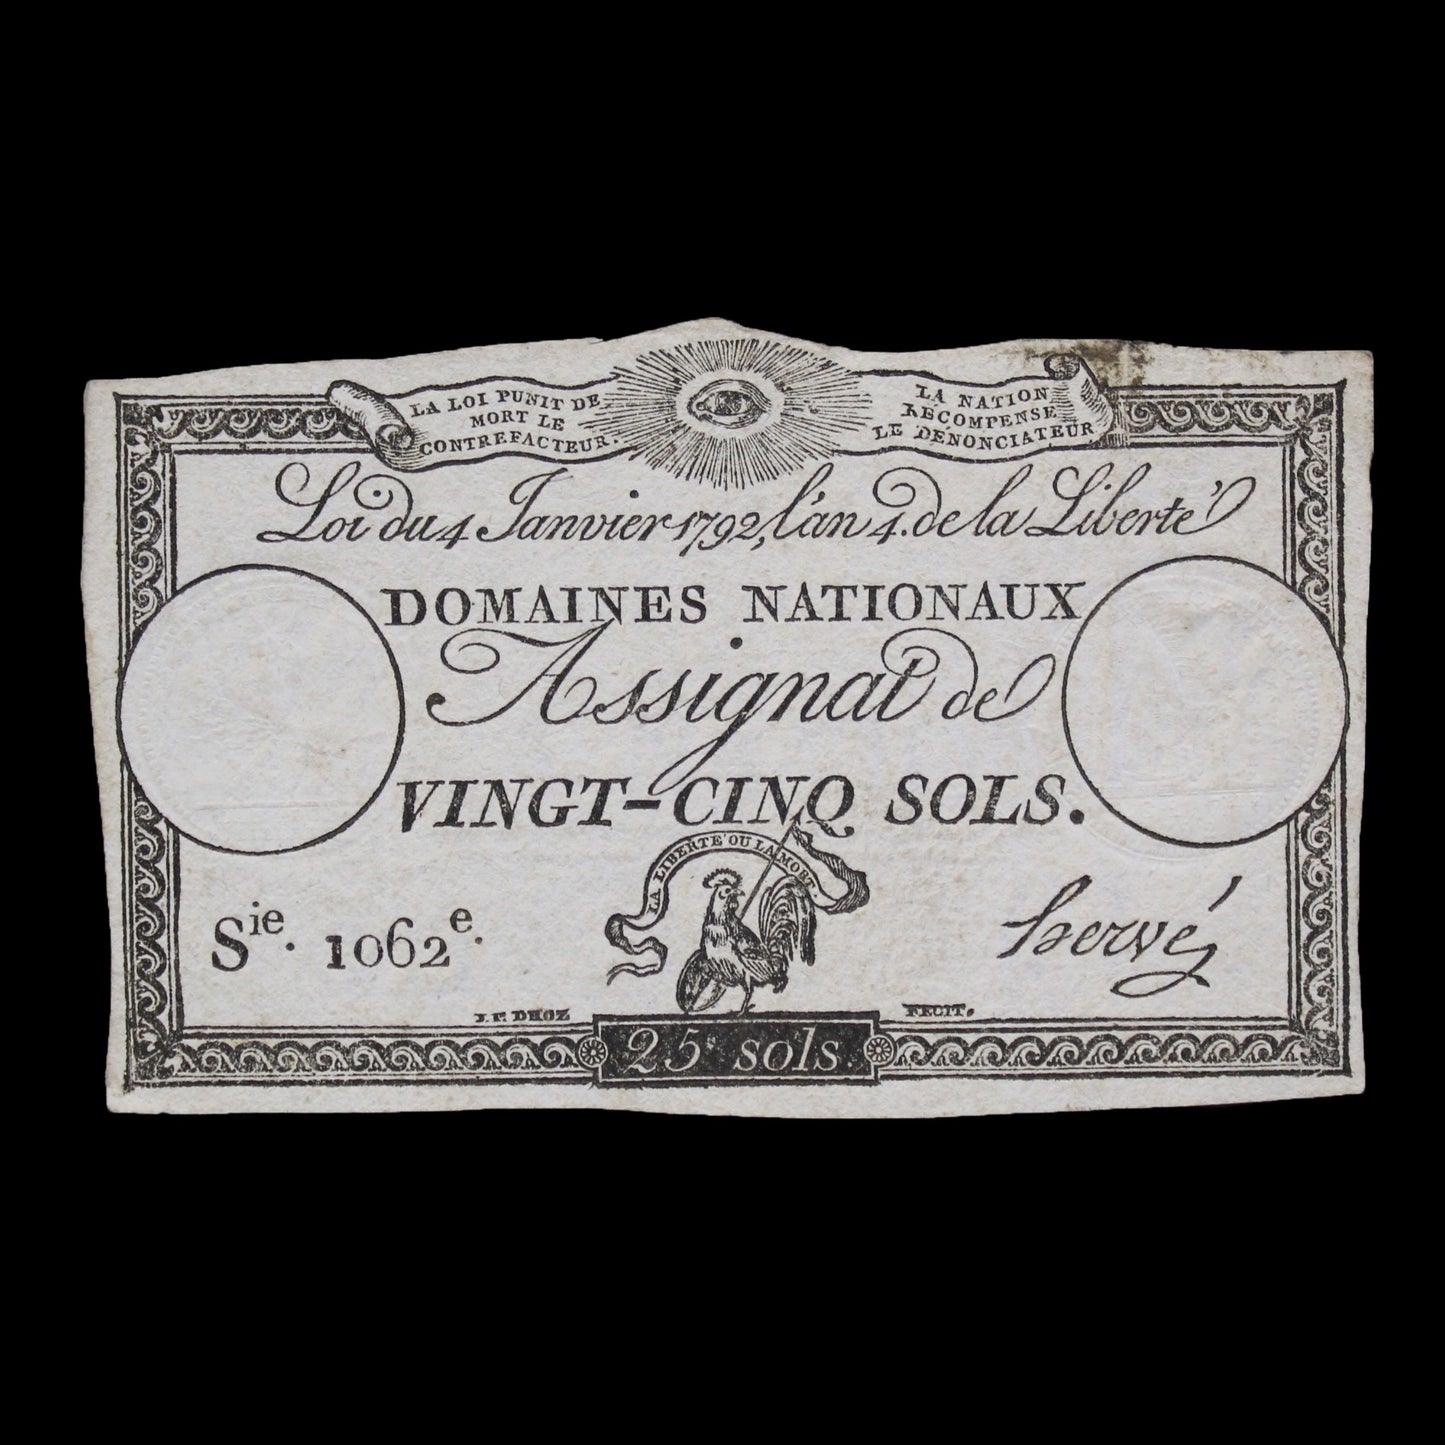 LA LOI PUNIT DE
MORT LE
CONTREFACTEUR.
LA NATION
RECOMPENSE
LE DENONCIATEUR
Loi du 4 Janvier 1792, l'an 4. de la Liberté
DOMAINES NATIONAUX
Assignat de
VINGT-CINQ SOLS.
LA LIBERTÉ OU LA MORT
Sie. 1062e.
hervé
FECIT.
25 sols.